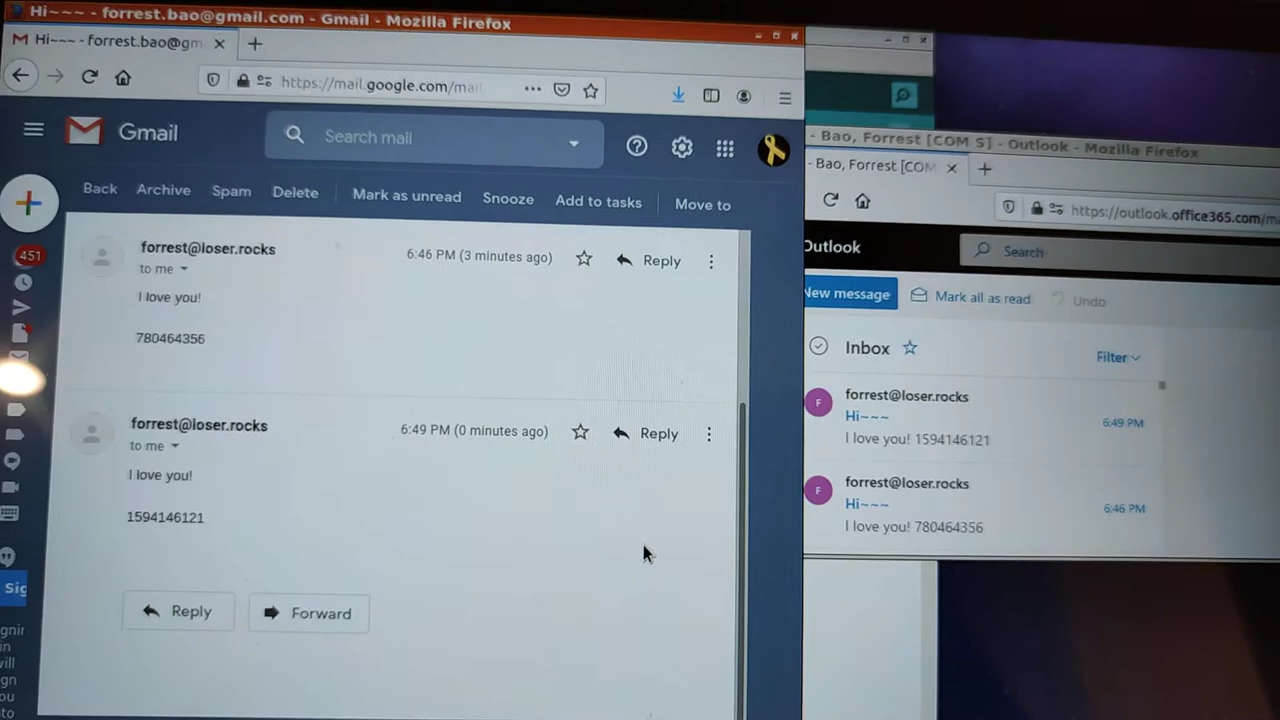 Hi~~~ - forrest.bao@gmail.com - Gmail - Mozilla Firefox
Hi~~~ - forrest.bao@gm
https://mail.google.com/mai
Gmail
Search mail
Back Archive Spam Delete Mark as unread Snooze Add to tasks Move to
451
forrest@loser.rocks 6:46 PM (3 minutes ago) Reply
to me
I love you!
780464356
forrest@loser.rocks 6:49 PM (0 minutes ago) Reply
to me
I love you!
1594146121
Reply Forward
Sig
in
- Bao, Forrest [COM S] - Outlook - Mozilla Firefox
- Bao, Forrest [COM
https://outlook.office365.com/m
Outlook
Search
New message Mark all as read Undo
Inbox Filter
F
forrest@loser.rocks
Hi~~~ 6:49 PM
I love you! 1594146121
F
forrest@loser.rocks
Hi~~~ 6:46 PM
I love you! 780464356